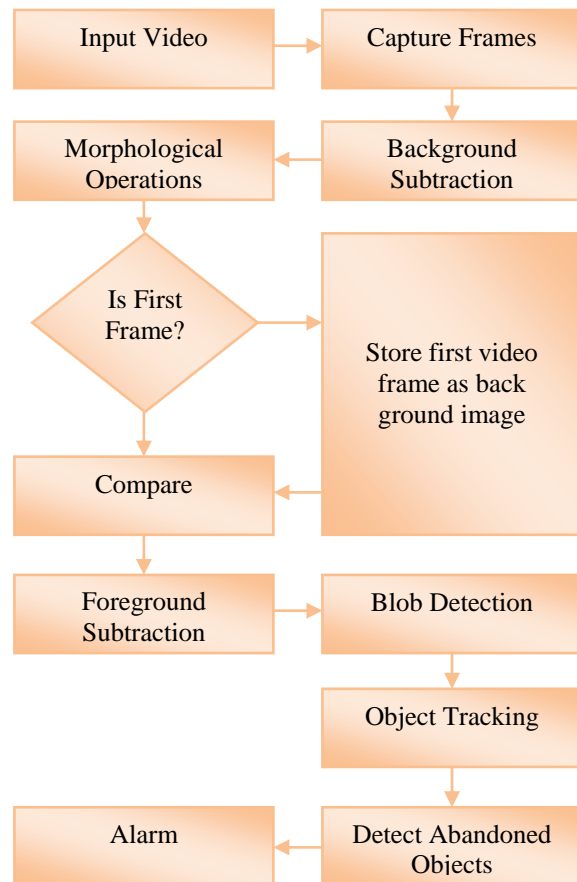 Input Video
Capture Frames
Background
Subtraction
Morphological
Operations
Is First
Frame?
Store first video
frame as back
ground image
Compare
Foreground
Subtraction
Blob Detection
Object Tracking
Detect Abandoned
Objects
Alarm